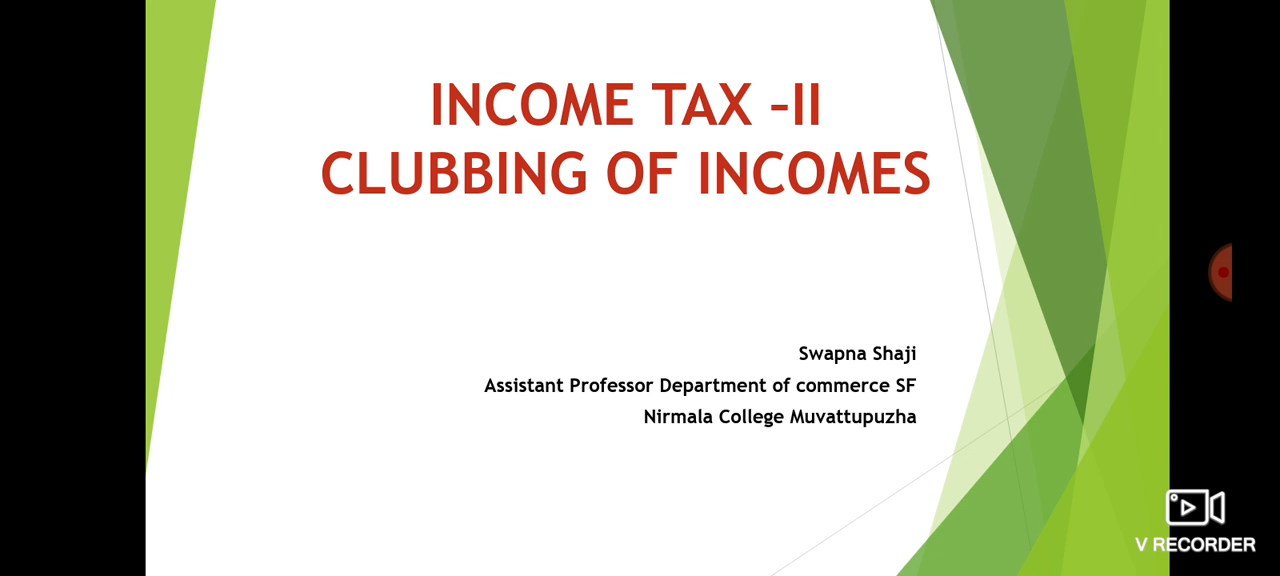 INCOME TAX –II
CLUBBING OF INCOMES
Swapna Shaji
Assistant Professor Department of commerce SF
Nirmala College Muvattupuzha
V RECORDER